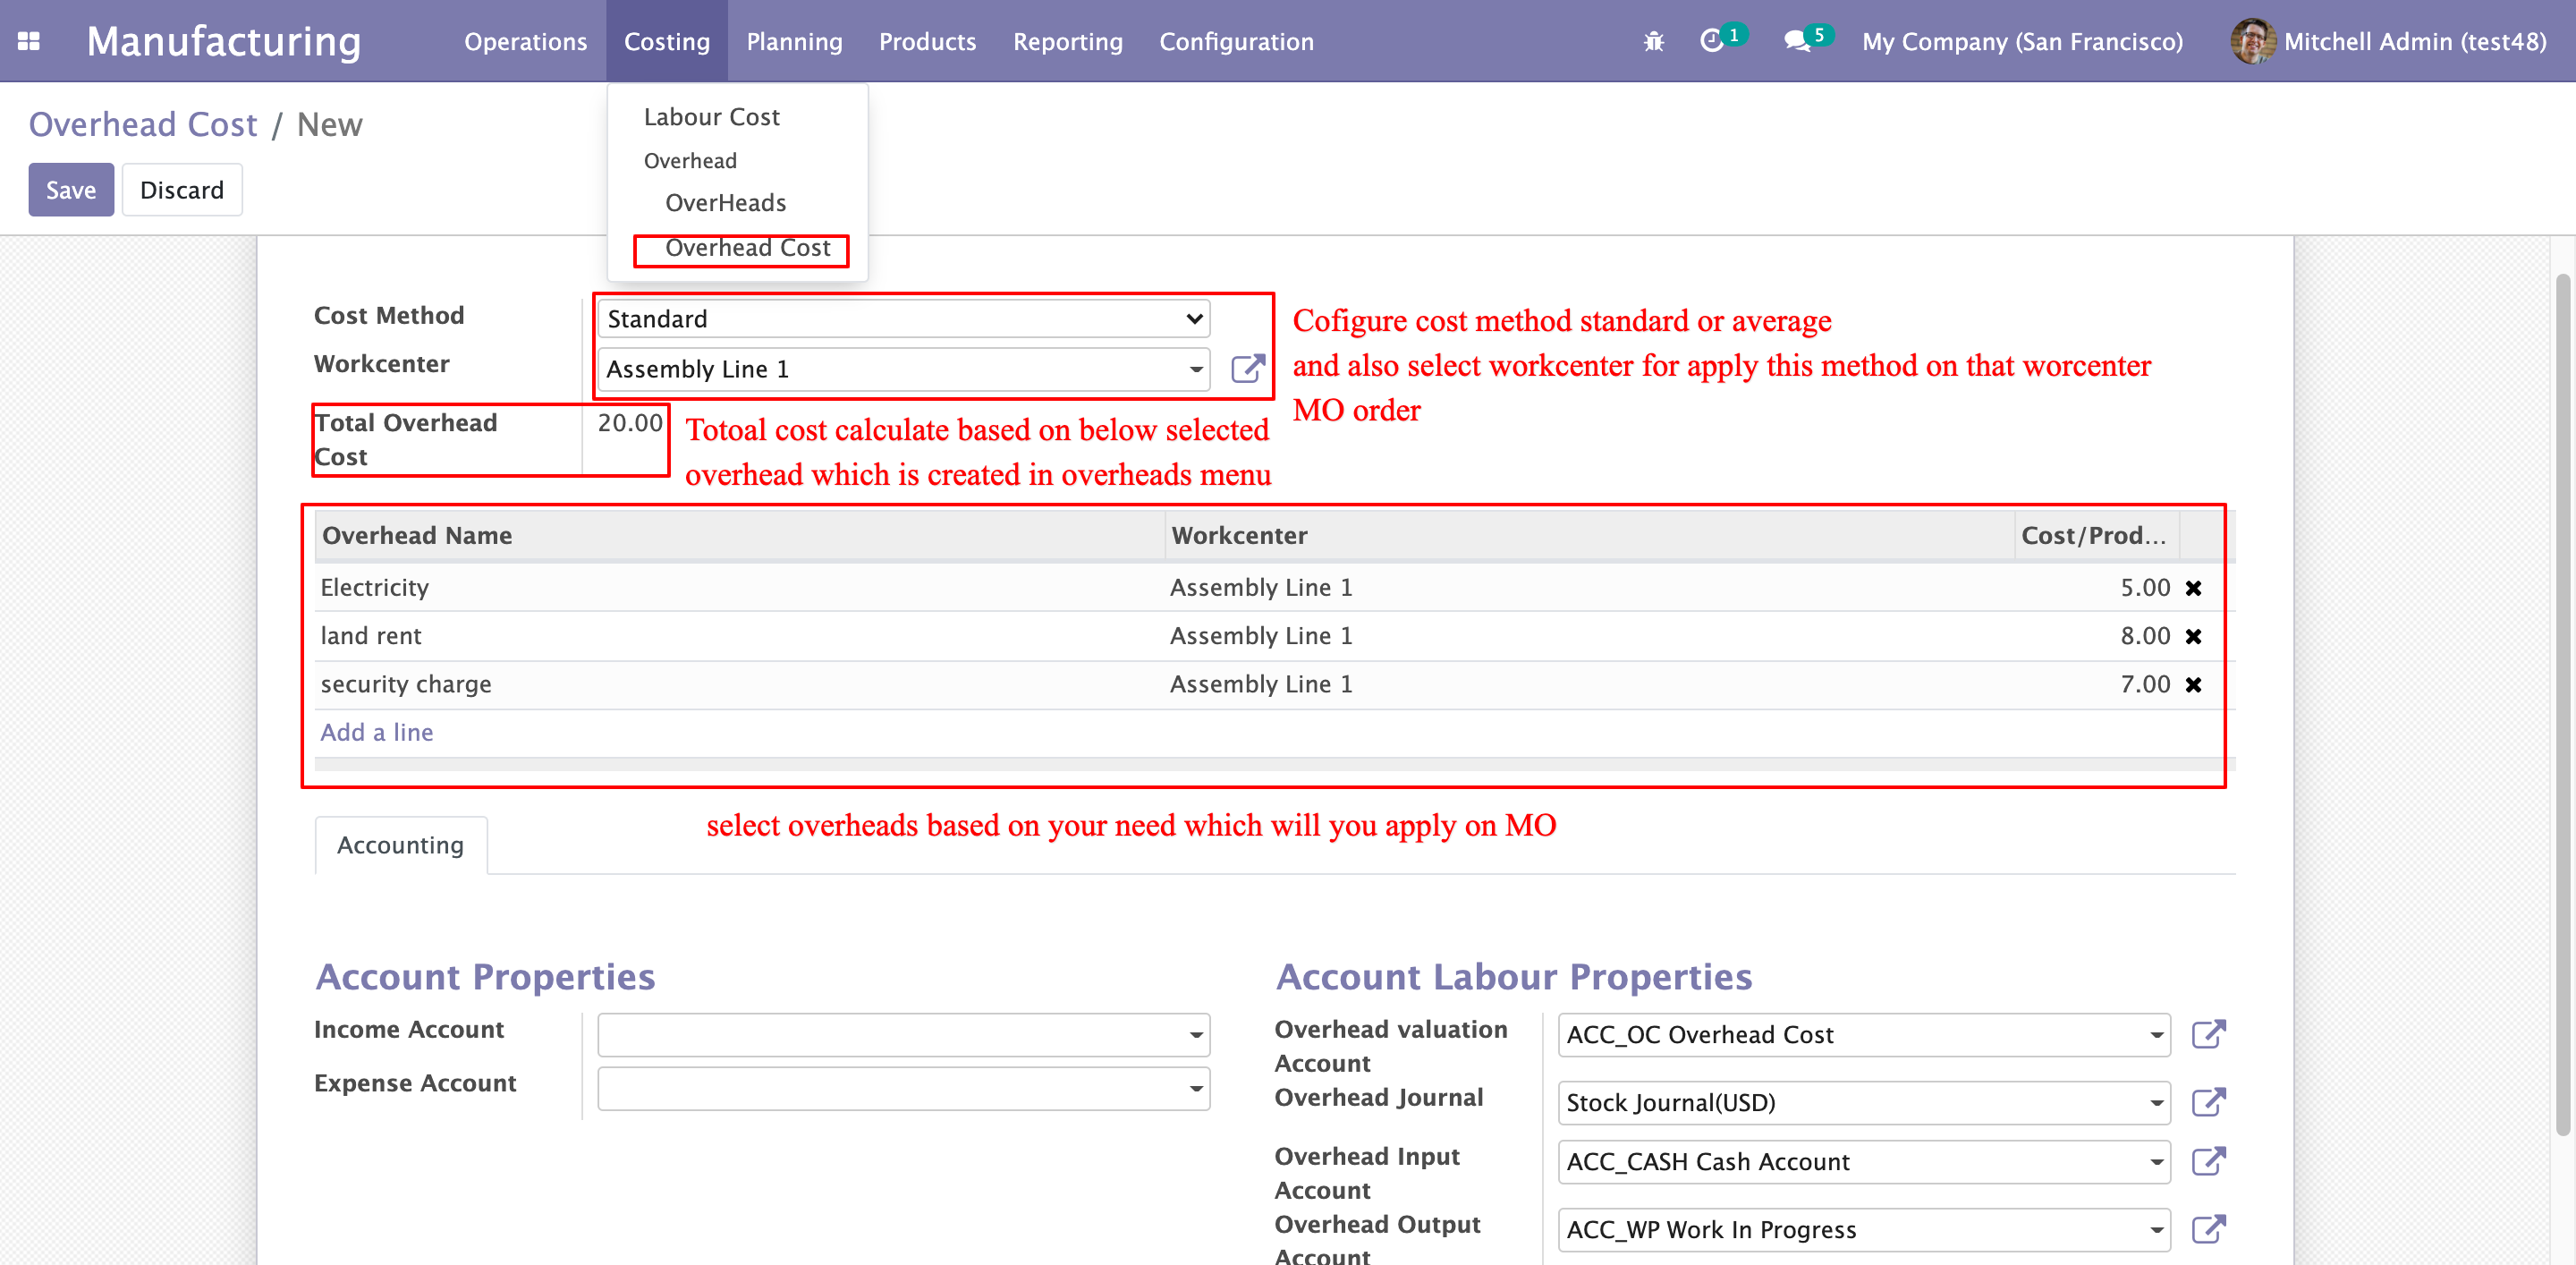 Manufacturing Operations Costing Planning Products Reporting Configuration 1 5 My Company (San Francisco) Mitchell Admin (test48)
Overhead Cost / New
Save Discard
Labour Cost
Overhead
OverHeads
Overhead Cost
Cost Method Standard
Workcenter Assembly Line 1
Cofigure cost method standard or average
and also select workcenter for apply this method on that worcenter
MO order
Total Overhead
Cost
20.00
Totoal cost calculate based on below selected
overhead which is created in overheads menu
Overhead Name Workcenter Cost/Prod...
Electricity Assembly Line 1 5.00
land rent Assembly Line 1 8.00
security charge Assembly Line 1 7.00
Add a line
select overheads based on your need which will you apply on MO
Accounting
Account Properties
Income Account
Expense Account
Account Labour Properties
Overhead valuation
Account
ACC_OC Overhead Cost
Overhead Journal Stock Journal(USD)
Overhead Input
Account
ACC_CASH Cash Account
Overhead Output
Account
ACC_WP Work In Progress